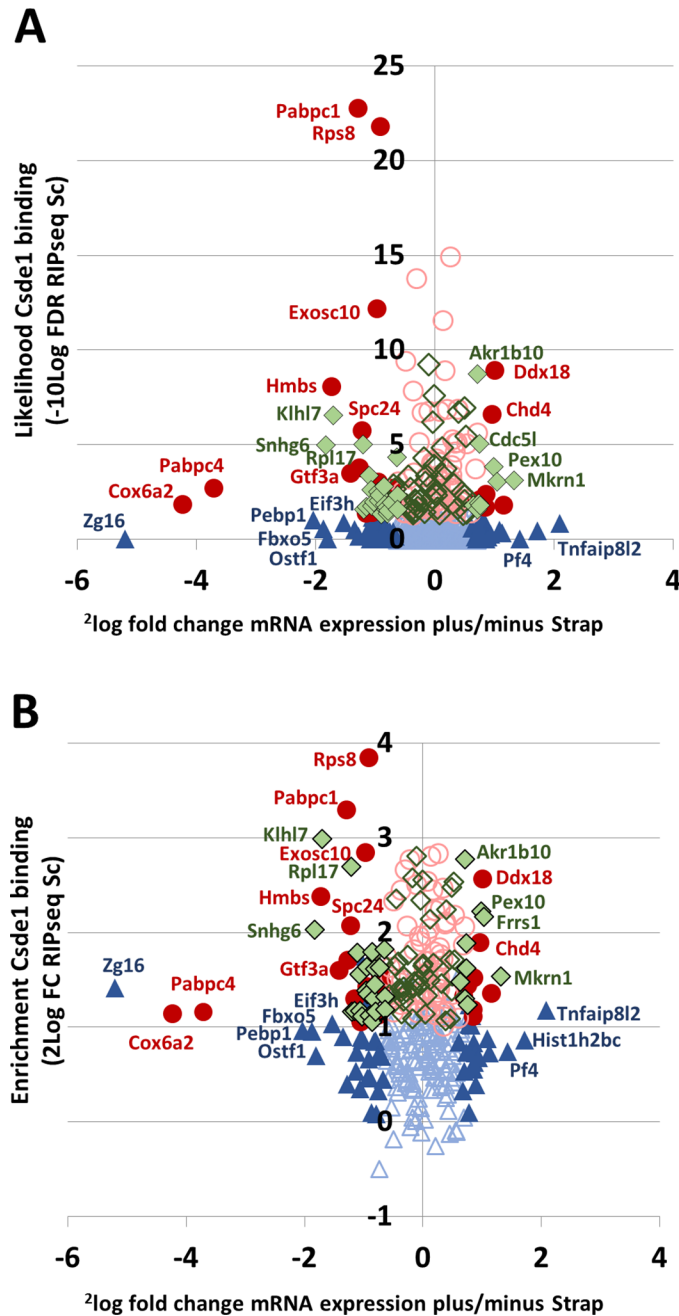 A
25
20
15
10
5
0
Likelihood Csde1 binding
(-10Log FDR RIPseq Sc)
Pabpc1
Rps8
Exosc10
Akr1b10
Ddx18
Hmbs
Klhl7
Spc24
Chd4
Snhg6
Cdc5l
Rpl17
Pabpc4
Gtf3a
Pex10
Mkrn1
Cox6a2
Eif3h
Zg16
Pebp1
Fbxo5
Ostf1
Pf4
Tnfaip8l2
-6 -4 -2 0 2 4
2log fold change mRNA expression plus/minus Strap
B
4
3
2
1
0
-1
Enrichment Csde1 binding
(2Log FC RIPseq Sc)
Rps8
Pabpc1
Klhl7
Exosc10
Akr1b10
Rpl17
Ddx18
Hmbs
Spc24
Pex10
Frrs1
Snhg6
Chd4
Zg16
Gtf3a
Mkrn1
Pabpc4
Eif3h
Fbxo5
Cox6a2
Pebp1
Ostf1
Tnfaip8l2
Hist1h2bc
Pf4
-6 -4 -2 0 2 4
2log fold change mRNA expression plus/minus Strap